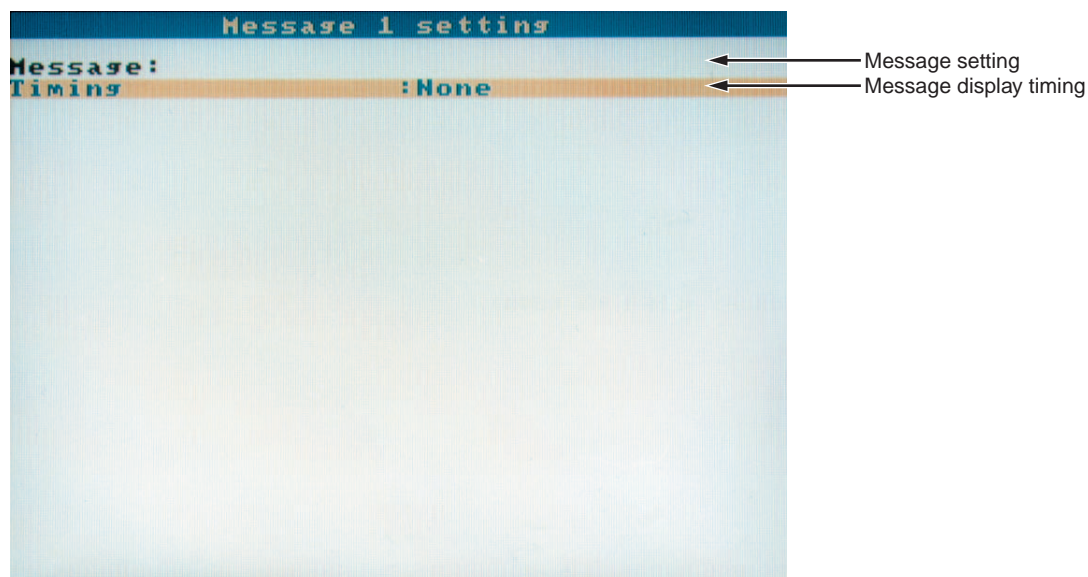 Message 1 setting
Message:
Message setting
Timing :None
Message display timing